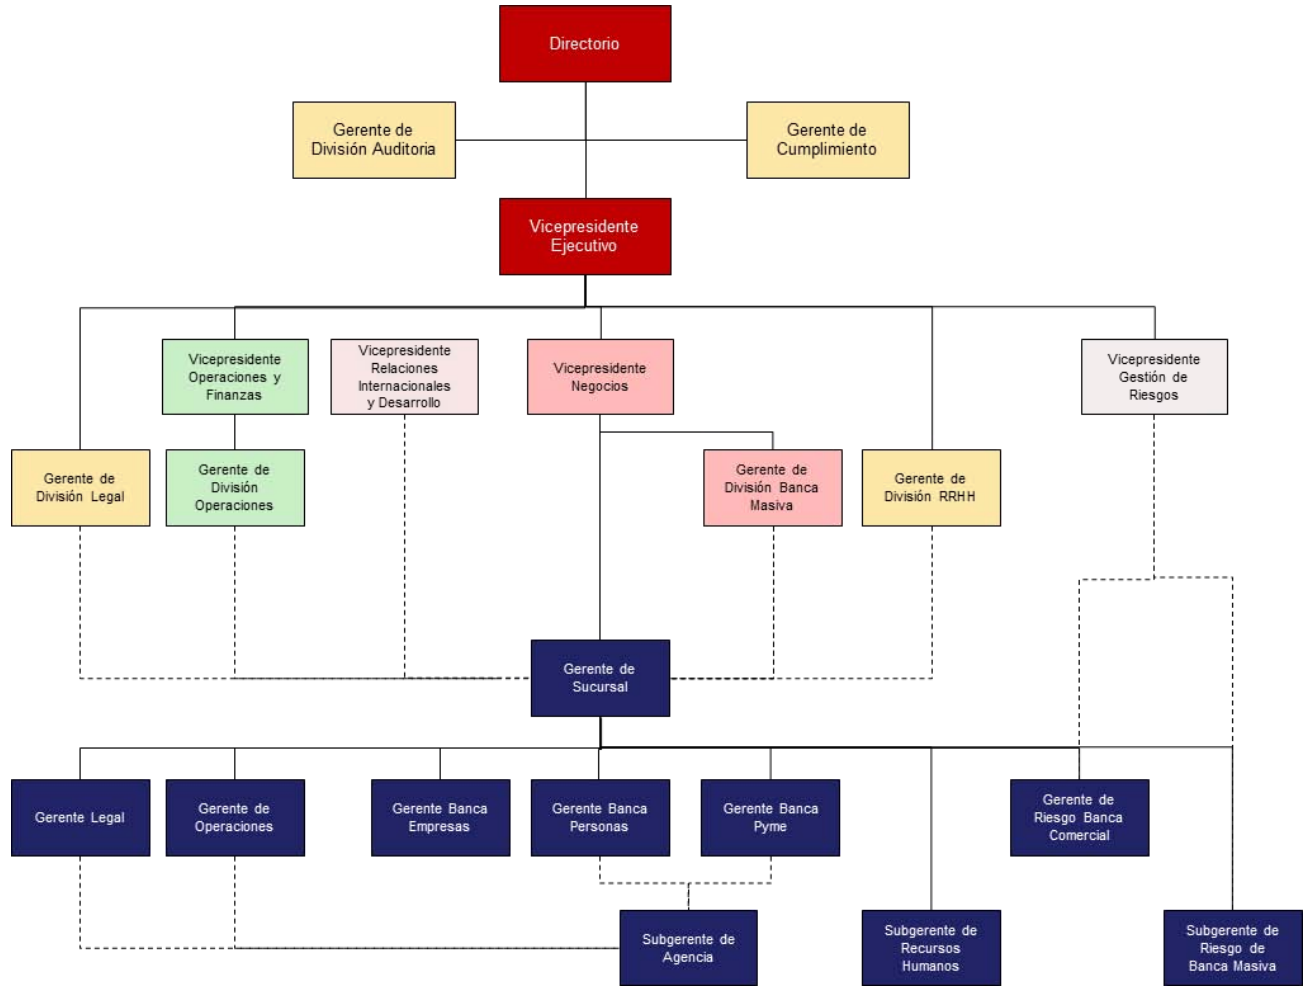 Directorio
Gerente de
División Auditoria
Gerente de
Cumplimiento
Vicepresidente
Ejecutivo
Vicepresidente
Operaciones y
Finanzas
Vicepresidente
Relaciones
Internacionales
y Desarrollo
Vicepresidente
Negocios
Vicepresidente
Gestión de
Riesgos
Gerente de
División Legal
Gerente de
División
Operaciones
Gerente de
División Banca
Masiva
Gerente de
División RRHH
Gerente de
Sucursal
Gerente Legal
Gerente de
Operaciones
Gerente Banca
Empresas
Gerente Banca
Personas
Gerente Banca
Pyme
Gerente de
Riesgo Banca
Comercial
Subgerente de
Agencia
Subgerente de
Recursos
Humanos
Subgerente de
Riesgo de
Banca Masiva